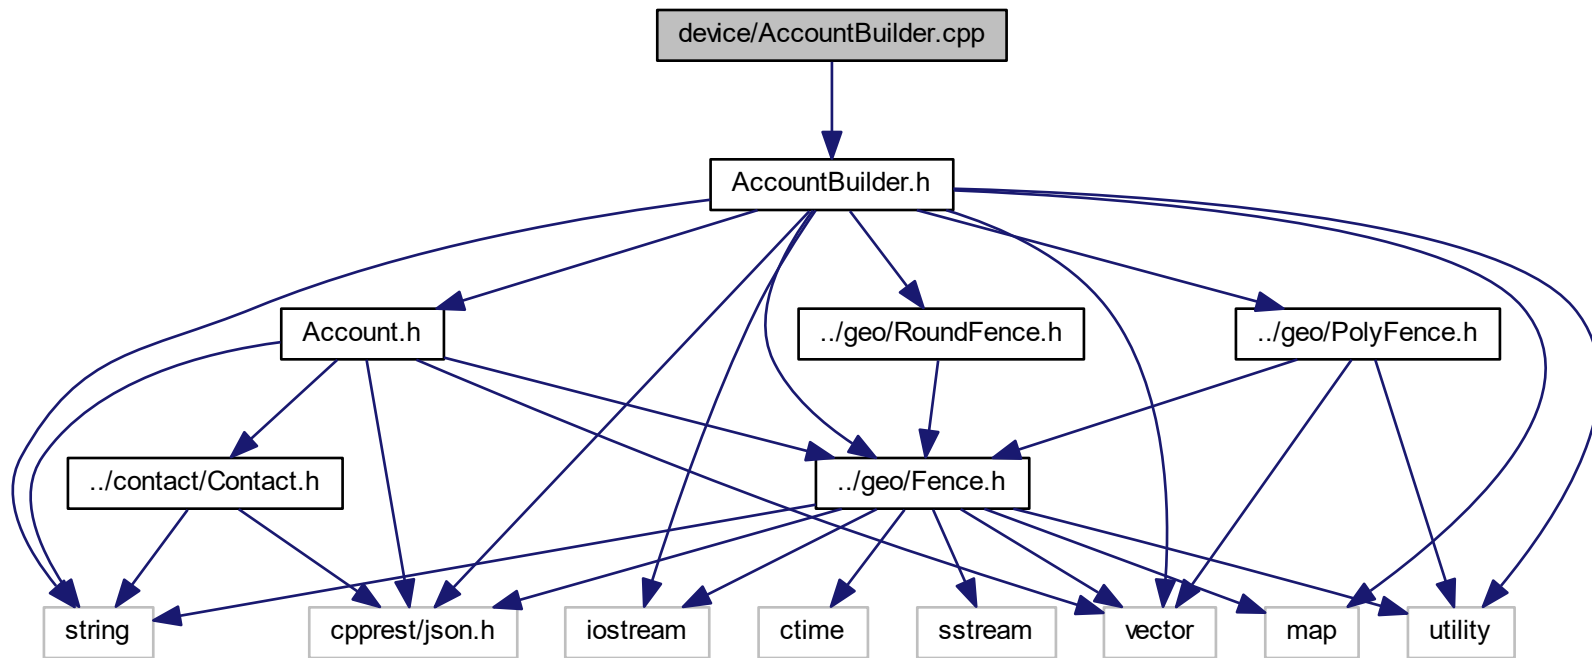 device/AccountBuilder.cpp
AccountBuilder.h
Account.h
../geo/RoundFence.h
../geo/PolyFence.h
../contact/Contact.h
../geo/Fence.h
string
cpprest/json.h
iostream
ctime
sstream
vector
map
utility